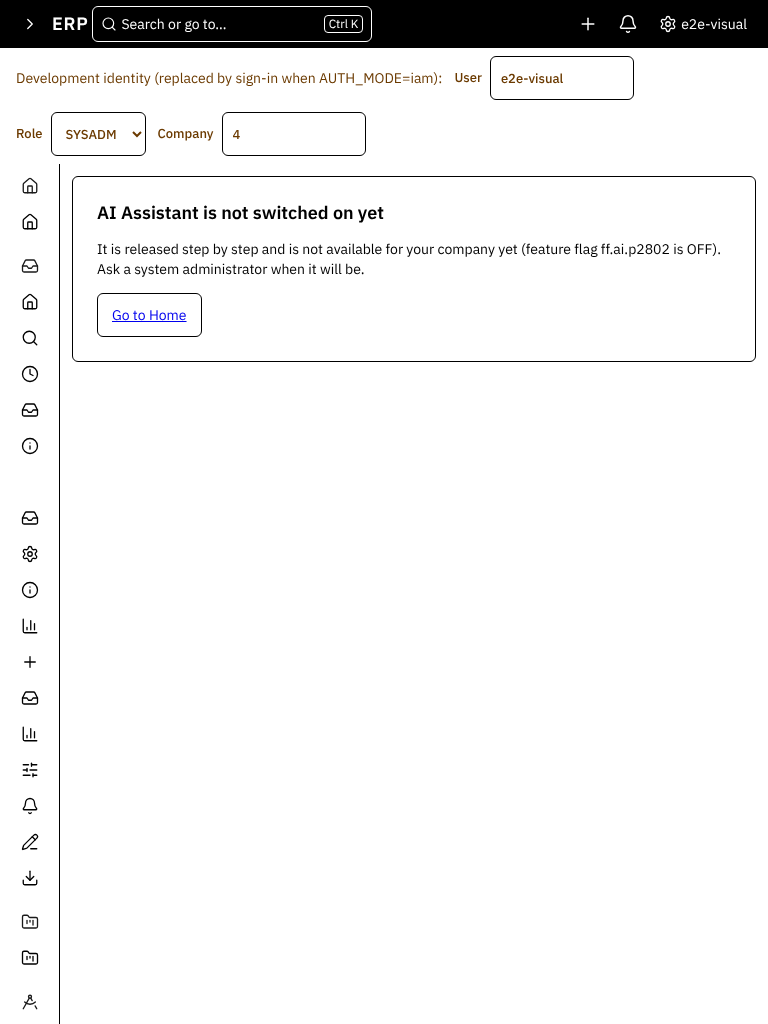 ERP
Search or go to...
Ctrl K
e2e-visual
Development identity (replaced by sign-in when AUTH_MODE=iam):
User
e2e-visual
Role
SYSADM
Company
4
AI Assistant is not switched on yet
It is released step by step and is not available for your company yet (feature flag ff.ai.p2802 is OFF).
Ask a system administrator when it will be.
Go to Home